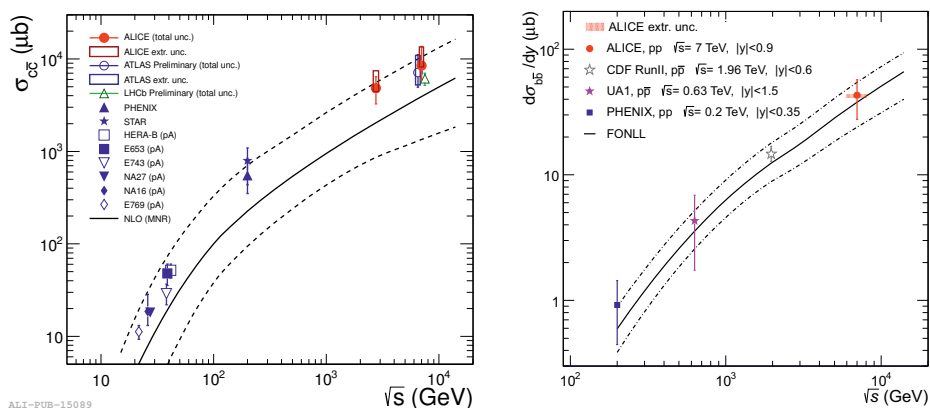 σcc̄ (μb)
10⁴
10³
10²
10
10
10²
10³
10⁴
√s (GeV)
ALICE (total unc.)
ALICE extr. unc.
ATLAS Preliminary (total unc.)
ATLAS extr. unc.
LHCb Preliminary (total unc.)
PHENIX
STAR
HERA-B (pA)
E653 (pA)
E743 (pA)
NA27 (pA)
NA16 (pA)
E769 (pA)
NLO (MNR)
ALI-PUB-15089
dσbb̄/dy (μb)
10²
10
1
10²
10³
10⁴
√s (GeV)
ALICE extr. unc.
ALICE, pp √s= 7 TeV, |y|<0.9
CDF RunII, pp̄ √s= 1.96 TeV, |y|<0.6
UA1, pp̄ √s= 0.63 TeV, |y|<1.5
PHENIX, pp √s= 0.2 TeV, |y|<0.35
FONLL